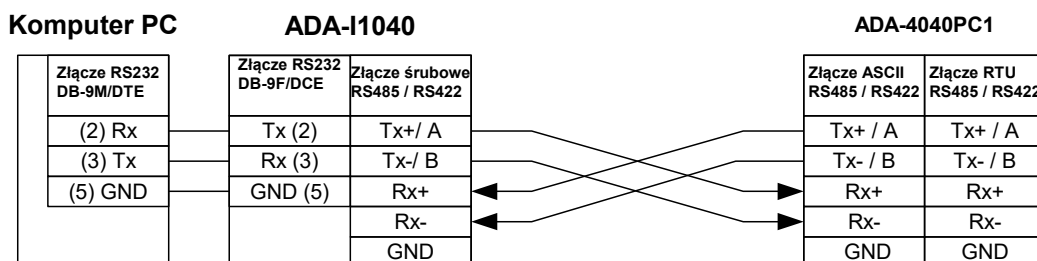 Komputer PC
ADA-I1040
ADA-4040PC1
Złącze RS232
DB-9M/DTE
(2) Rx
(3) Tx
(5) GND
Złącze RS232
DB-9F/DCE
Tx (2)
Rx (3)
GND (5)
Złącze śrubowe
RS485 / RS422
Tx+/ A
Tx-/ B
Rx+
Rx-
GND
Złącze ASCII
RS485 / RS422
Tx+ / A
Tx- / B
Rx+
Rx-
GND
Złącze RTU
RS485 / RS422
Tx+ / A
Tx- / B
Rx+
Rx-
GND